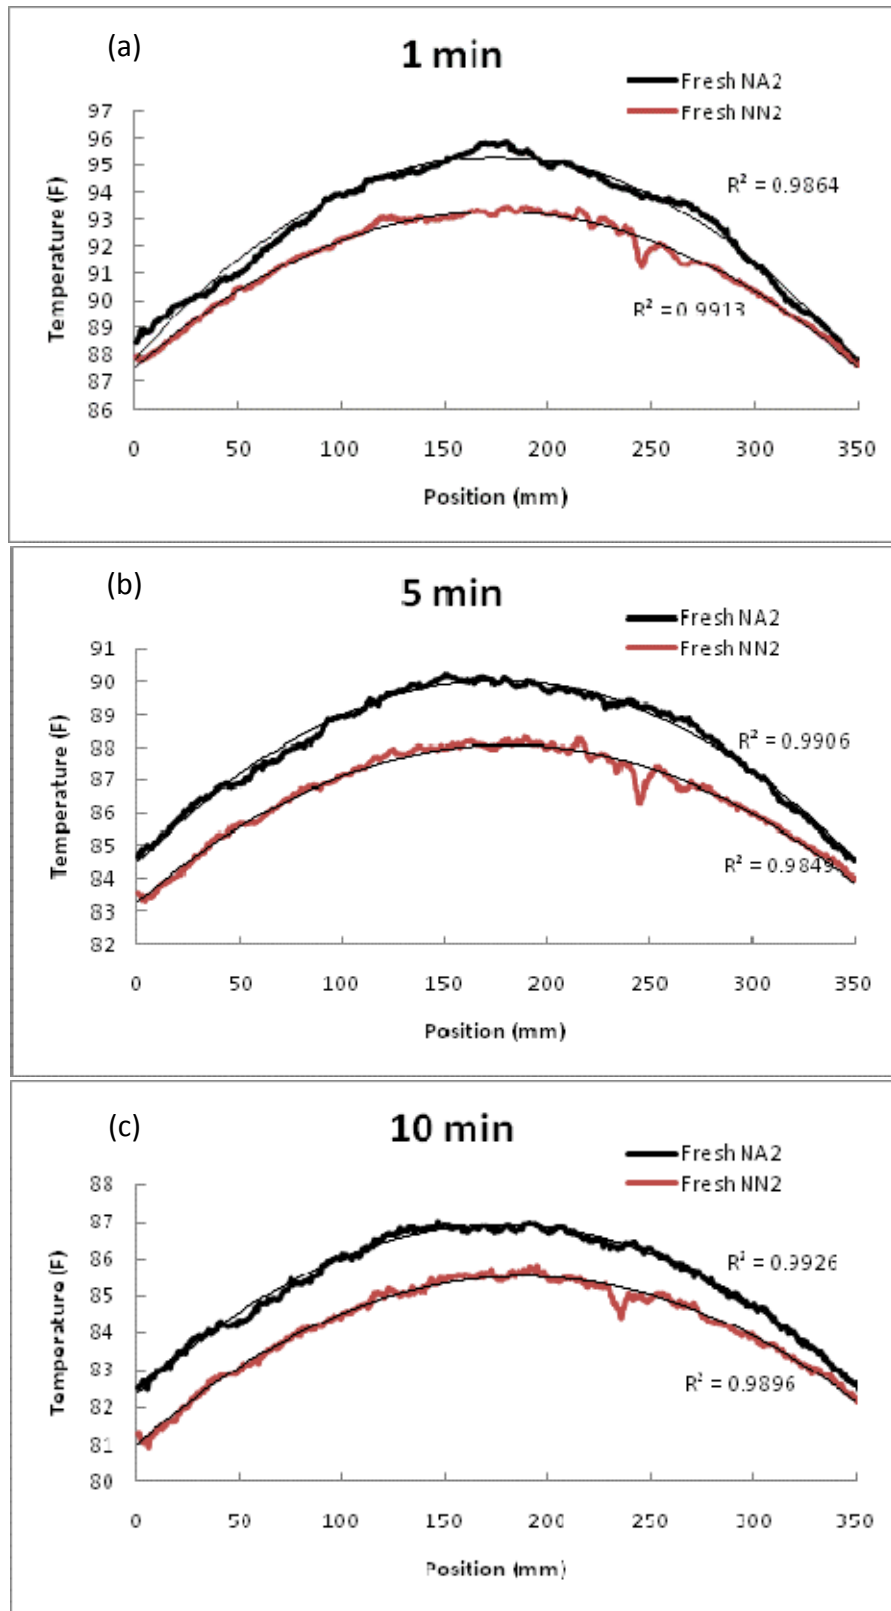 (a)
1 min
Fresh NA2
Fresh NN2
97
96
95
94
93
92
91
90
89
88
87
86
Temperature (F)
R² = 0.9864
R² = 0.9913
0 50 100 150 200 250 300 350
Position (mm)
(b)
5 min
Fresh NA2
Fresh NN2
91
90
89
88
87
86
85
84
83
82
Temperature (F)
R² = 0.9906
R² = 0.9849
0 50 100 150 200 250 300 350
Position (mm)
(c)
10 min
Fresh NA2
Fresh NN2
88
87
86
85
84
83
82
81
80
Temperature (F)
R² = 0.9926
R² = 0.9896
0 50 100 150 200 250 300 350
Position (mm)